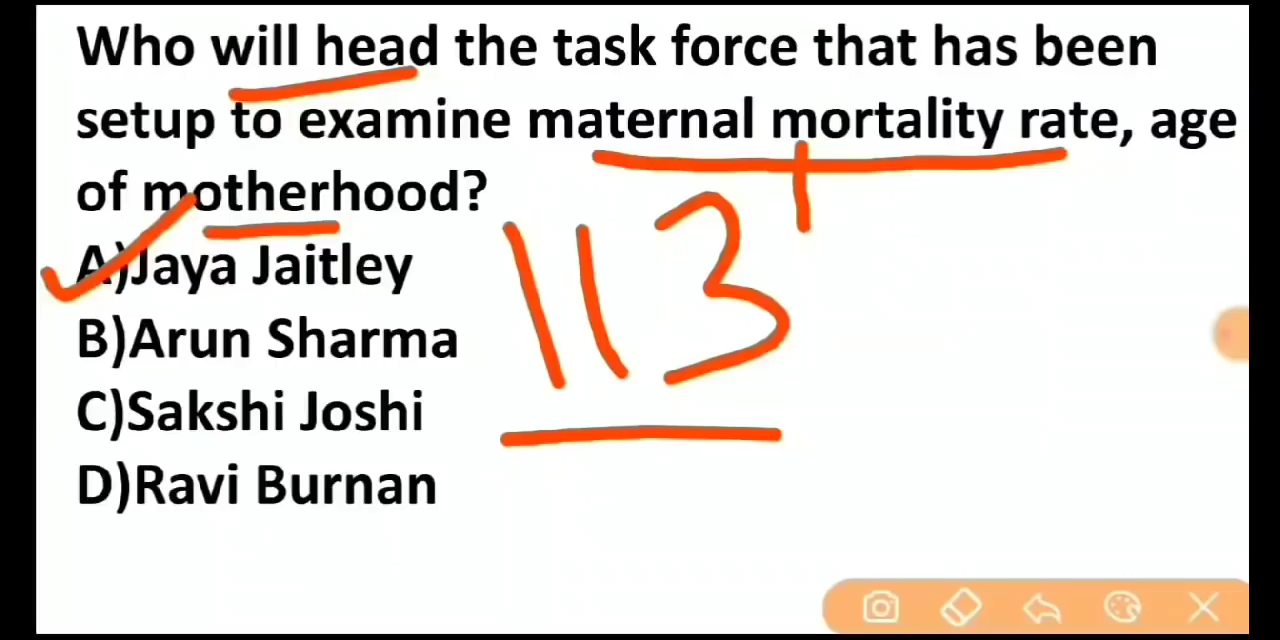 Who will head the task force that has been
setup to examine maternal mortality rate, age
of motherhood?
A)Jaya Jaitley
B)Arun Sharma
C)Sakshi Joshi
D)Ravi Burnan
113